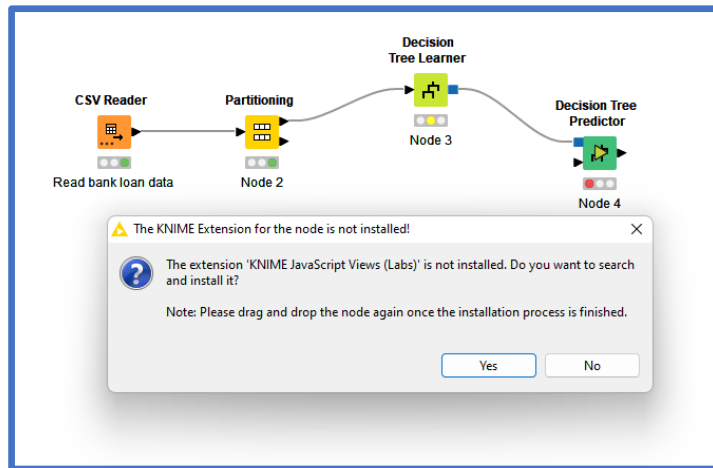 Decision
Tree Learner
CSV Reader
Partitioning
Decision Tree
Predictor
Node 3
Read bank loan data
Node 2
Node 4
The KNIME Extension for the node is not installed!
The extension 'KNIME JavaScript Views (Labs)' is not installed. Do you want to search
and install it?
Note: Please drag and drop the node again once the installation process is finished.
Yes
No